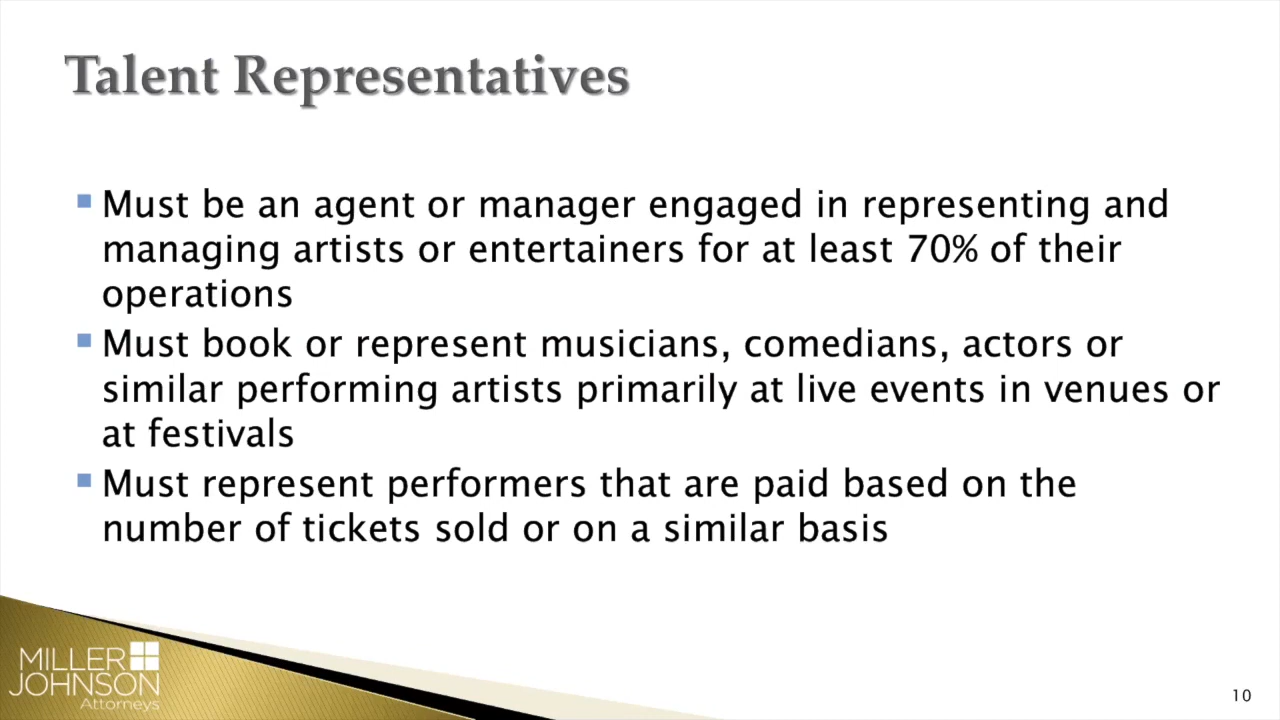 Talent Representatives
Must be an agent or manager engaged in representing and
managing artists or entertainers for at least 70% of their
operations
Must book or represent musicians, comedians, actors or
similar performing artists primarily at live events in venues or
at festivals
Must represent performers that are paid based on the
number of tickets sold or on a similar basis
MILLER
JOHNSON
Attorneys
10